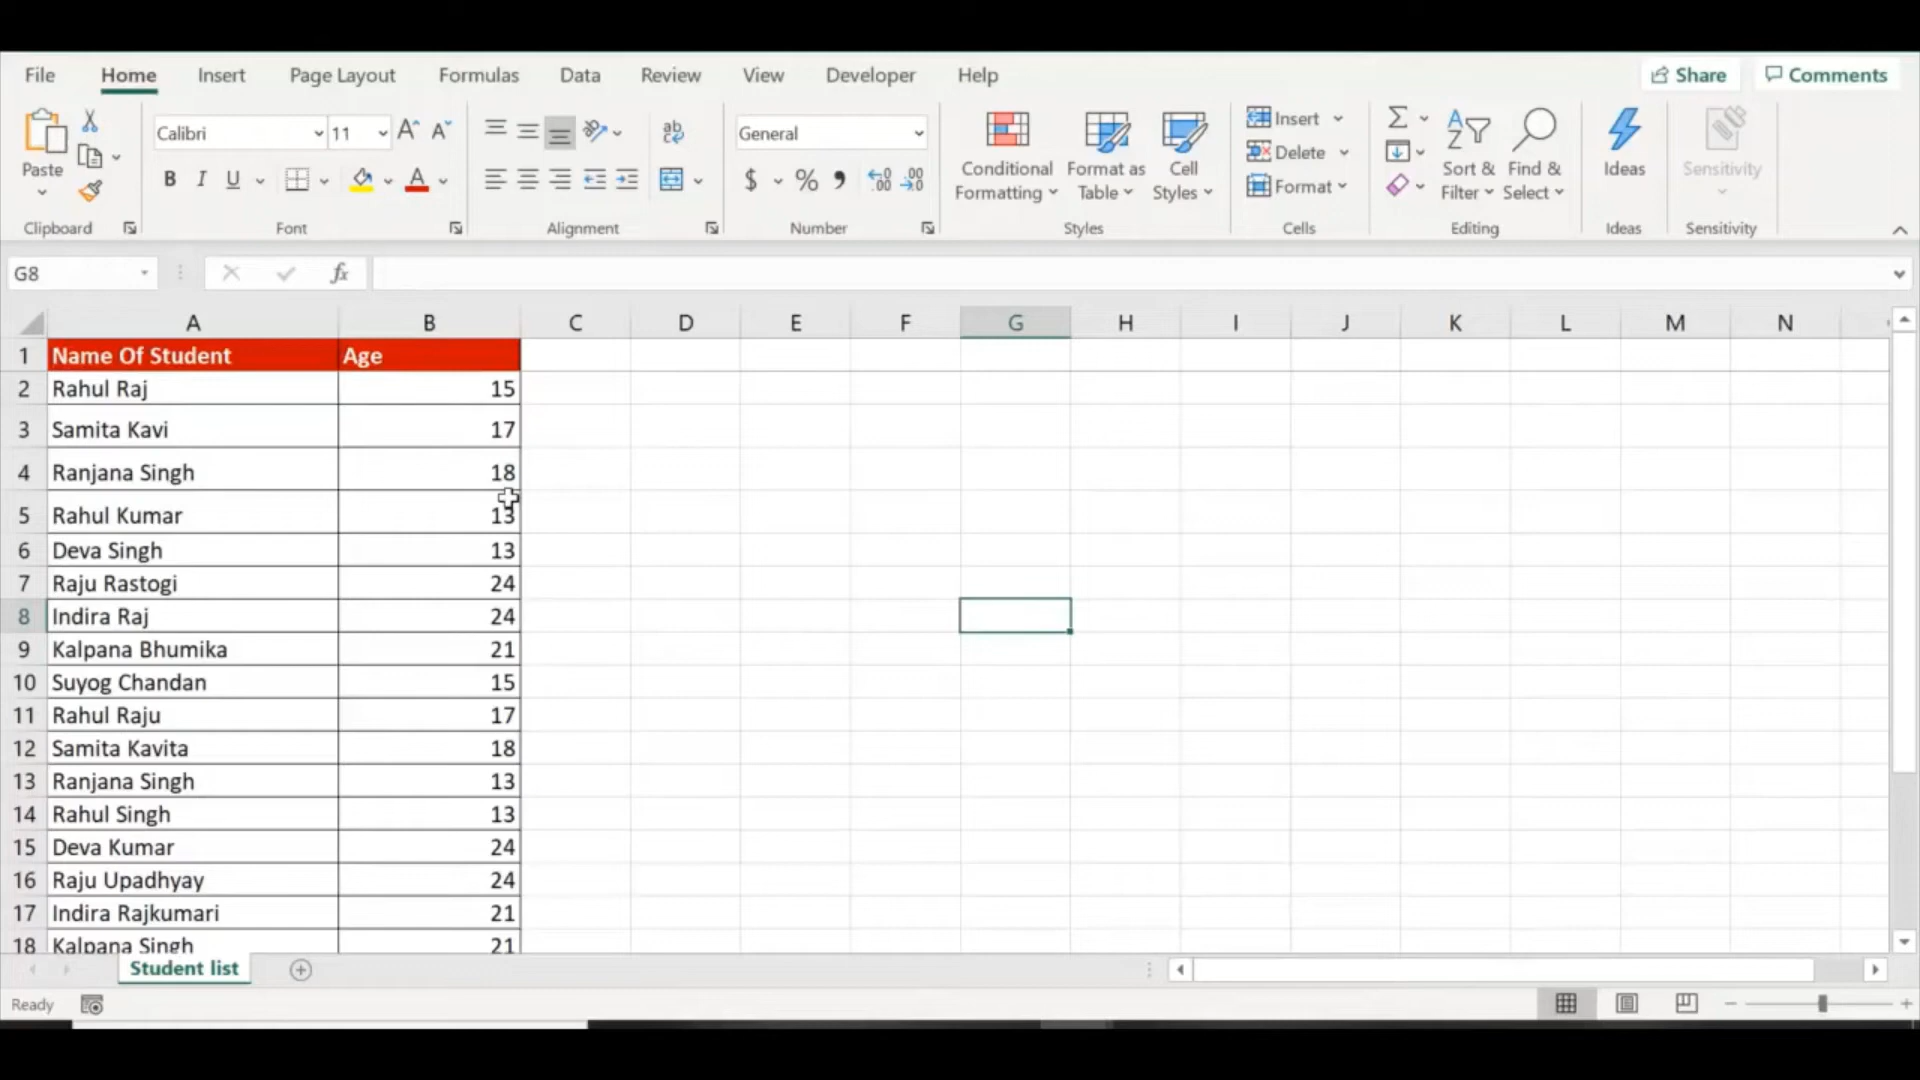 File Home Insert Page Layout Formulas Data Review View Developer Help Share Comments
Paste
Clipboard
Calibri 11
B I U A
Font
ab
Alignment
General
$ % 9 .00 .00
Number
Conditional Formatting
Format as Table
Cell Styles
Styles
Insert
Delete
Format
Cells
Σ
Sort & Filter
Find & Select
Editing
Ideas
Ideas
Sensitivity
Sensitivity
G8 fx
A B C D E F G H I J K L M N
1 Name Of Student Age
2 Rahul Raj 15
3 Samita Kavi 17
4 Ranjana Singh 18
5 Rahul Kumar 13
6 Deva Singh 13
7 Raju Rastogi 24
8 Indira Raj 24
9 Kalpana Bhumika 21
10 Suyog Chandan 15
11 Rahul Raju 17
12 Samita Kavita 18
13 Ranjana Singh 13
14 Rahul Singh 13
15 Deva Kumar 24
16 Raju Upadhyay 24
17 Indira Rajkumari 21
18 Kalpana Singh 21
Student list
Ready